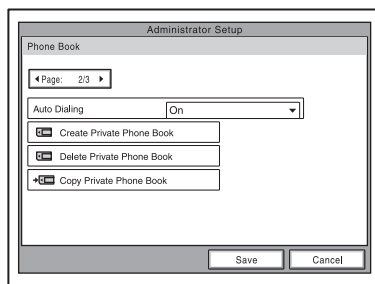 Administrator Setup
Phone Book
Page: 2/3
Auto Dialing On
Create Private Phone Book
Delete Private Phone Book
Copy Private Phone Book
Save Cancel